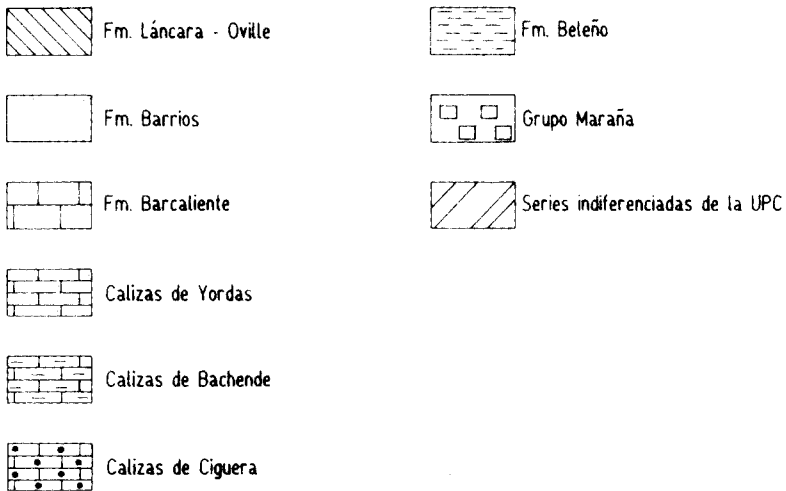 Fm. Láncara - Oville
Fm. Barrios
Fm. Barcaliente
Calizas de Yordas
Calizas de Bachende
Calizas de Ciguera
Fm. Beleño
Grupo Maraña
Series indiferenciadas de la UPC